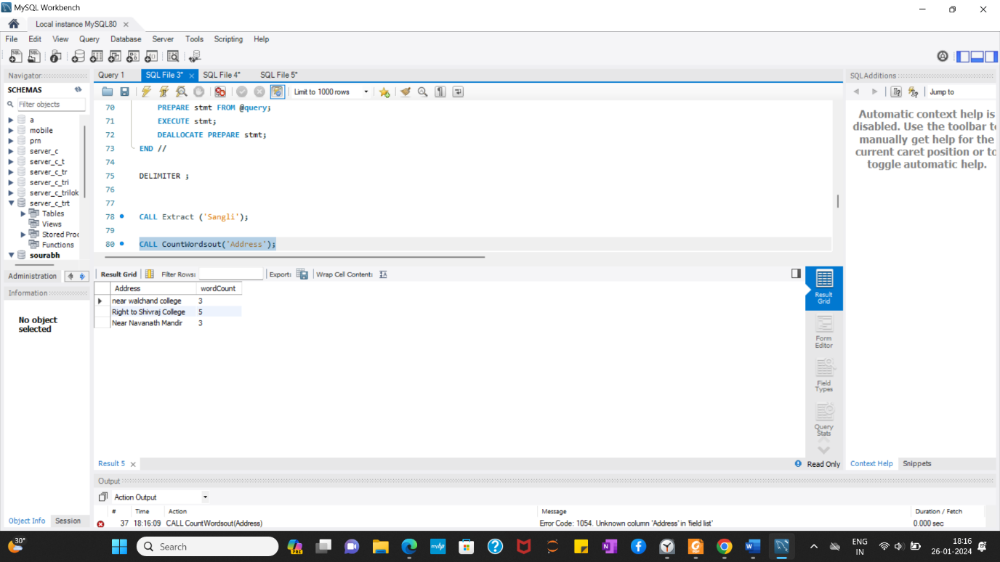 MySQL Workbench
Local instance MySQL80
File Edit View Query Database Server Tools Scripting Help
Navigator
SCHEMAS
Filter objects
a
mobile
prn
server_c
server_c_t
server_c_tr
server_c_tri
server_c_trilok
server_c_trt
Tables
Views
Stored Proc
Functions
sourabh
Administration
Information
No object
selected
Object Info Session
Query 1 SQL File 3* SQL File 4* SQL File 5*
Limit to 1000 rows
70 PREPARE stmt FROM @query;
71 EXECUTE stmt;
72 DEALLOCATE PREPARE stmt;
73 END //
74
75 DELIMITER ;
76
77
78 CALL Extract ('Sangli');
79
80 CALL CountWordsout('Address');
Result Grid Filter Rows: Export: Wrap Cell Content:
Address wordCount
near walchand college 3
Right to Shivraj College 5
Near Navanath Mandir 3
Result
Grid
Form
Editor
Field
Types
Query
Stats
Result 5 Read Only
Output
Action Output
# Time Action Message Duration / Fetch
37 18:16:09 CALL CountWordsout(Address) Error Code: 1054. Unknown column 'Address' in 'field list' 0.000 sec
SQLAdditions
Jump to
Automatic context help is
disabled. Use the toolbar to
manually get help for the
current caret position or to
toggle automatic help.
Context Help Snippets
30°
Search
PRE
ENG
IN
18:16
26-01-2024